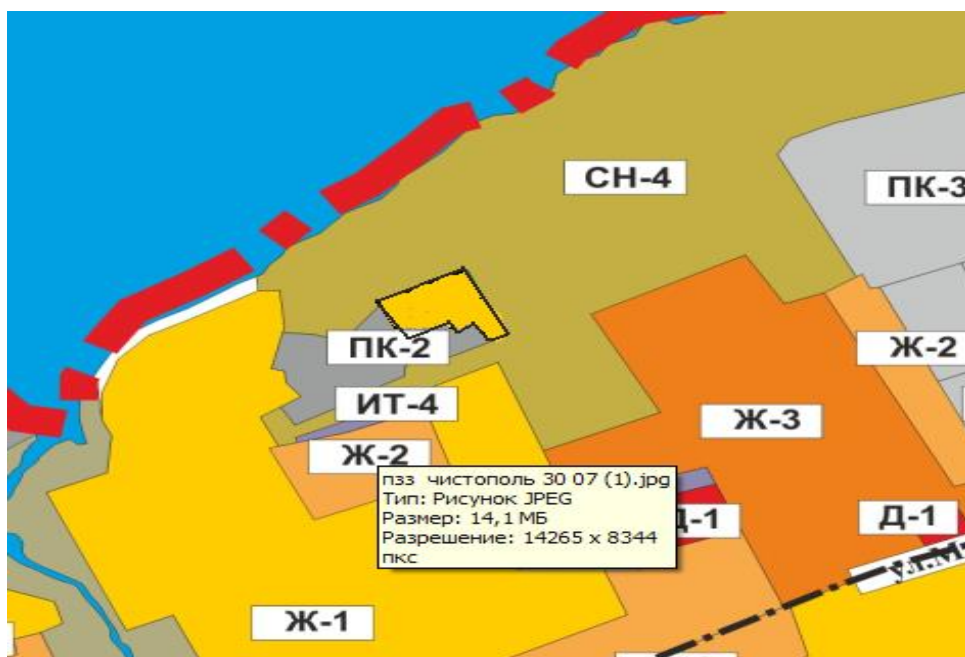 СН-4
ПК-3
ПК-2
Ж-2
ИТ-4
Ж-3
Ж-2
пзз чистополь 30 07 (1).jpg
Тип: Рисунок JPEG
Размер: 14,1 МБ
Разрешение: 14265 x 8344
пкс
Д-1
Д-1
ул.М
Ж-1